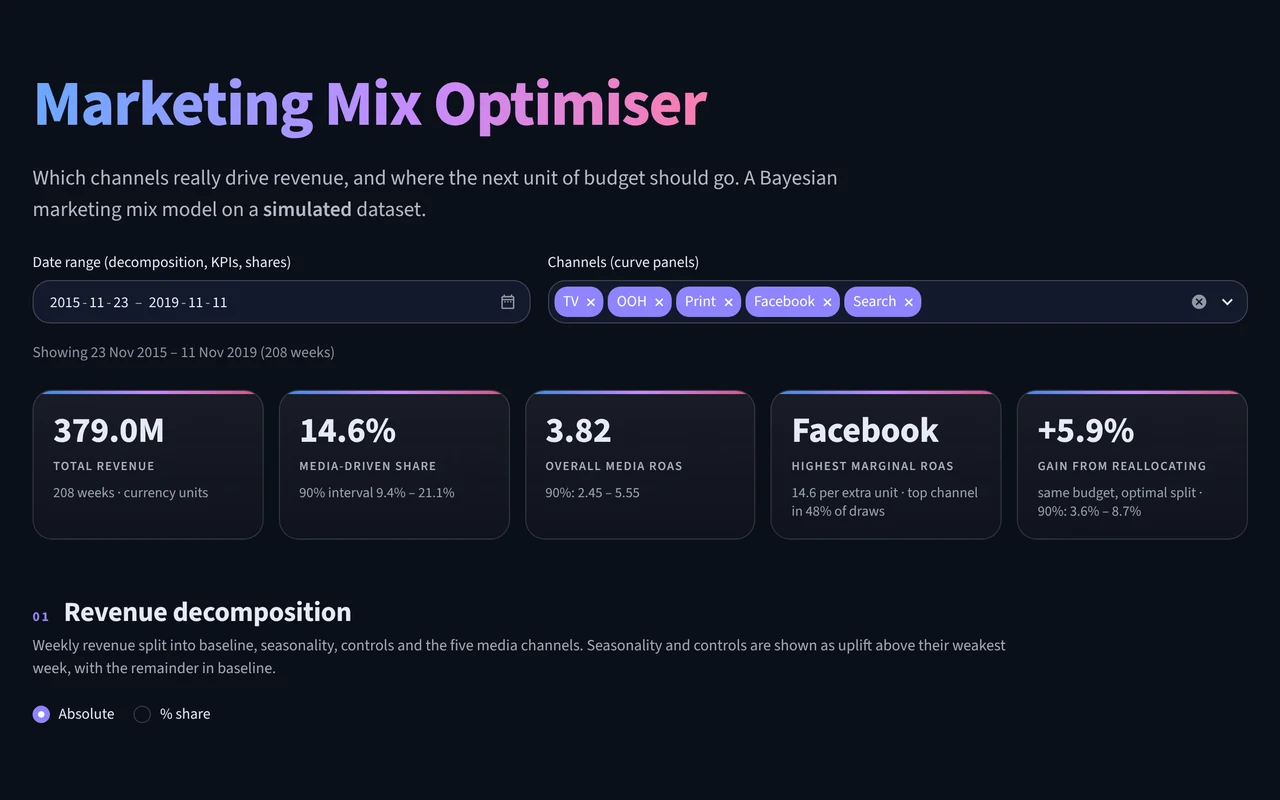 Marketing Mix Optimiser
Which channels really drive revenue, and where the next unit of budget should go. A Bayesian
marketing mix model on a simulated dataset.
Date range (decomposition, KPIs, shares)
2015-11-23 – 2019-11-11
Channels (curve panels)
TV OOH Print Facebook Search
Showing 23 Nov 2015 – 11 Nov 2019 (208 weeks)
379.0M
TOTAL REVENUE
208 weeks · currency units
14.6%
MEDIA-DRIVEN SHARE
90% interval 9.4% – 21.1%
3.82
OVERALL MEDIA ROAS
90%: 2.45 – 5.55
Facebook
HIGHEST MARGINAL ROAS
14.6 per extra unit · top channel
in 48% of draws
+5.9%
GAIN FROM REALLOCATING
same budget, optimal split ·
90%: 3.6% – 8.7%
01 Revenue decomposition
Weekly revenue split into baseline, seasonality, controls and the five media channels. Seasonality and controls are shown as uplift above their weakest
week, with the remainder in baseline.
Absolute % share